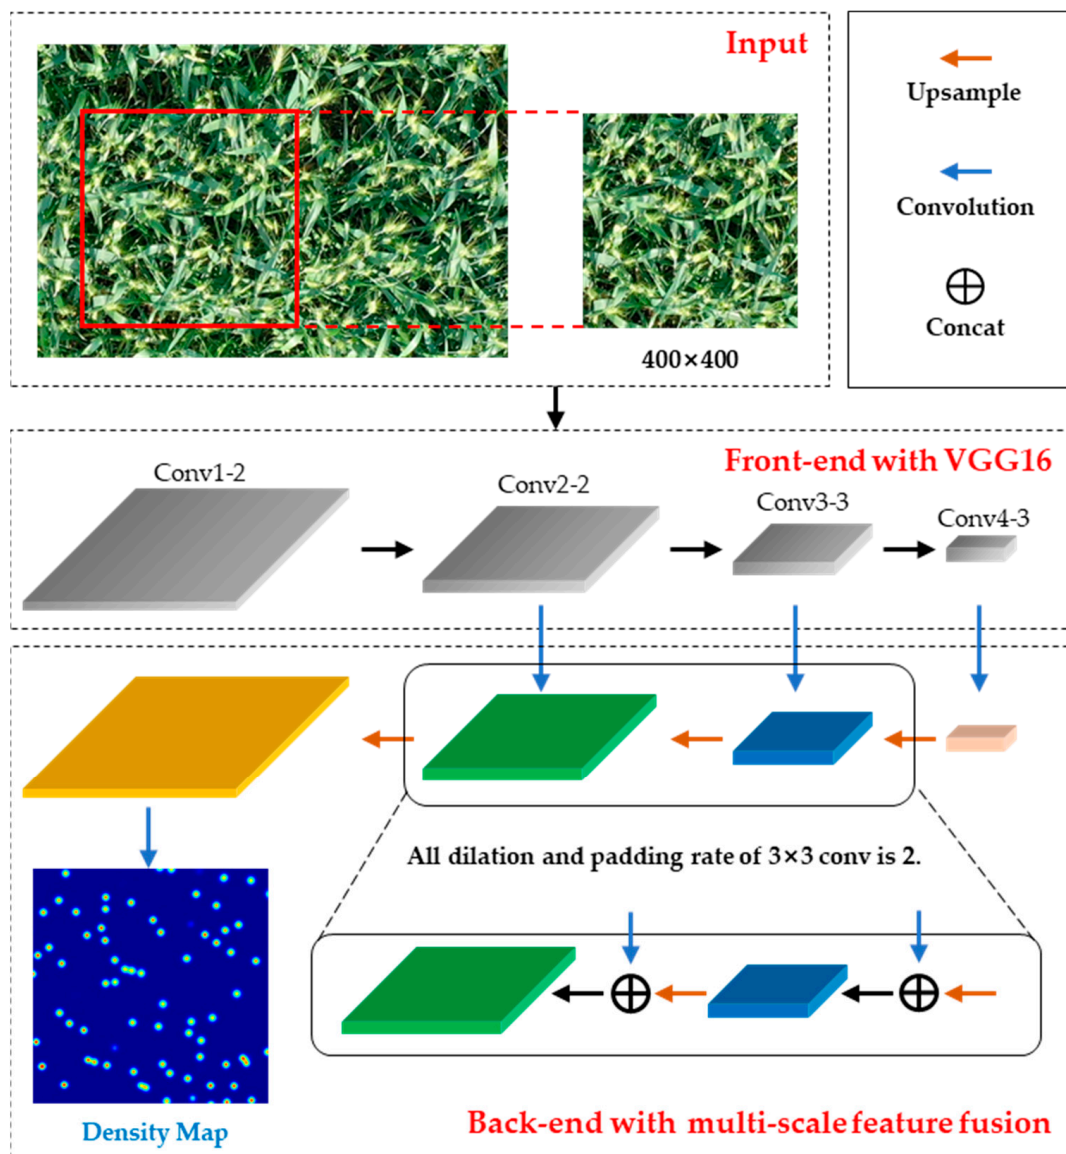 Input
Upsample
Convolution
Concat
400×400
Front-end with VGG16
Conv1-2
Conv2-2
Conv3-3
Conv4-3
All dilation and padding rate of 3×3 conv is 2.
Density Map
Back-end with multi-scale feature fusion